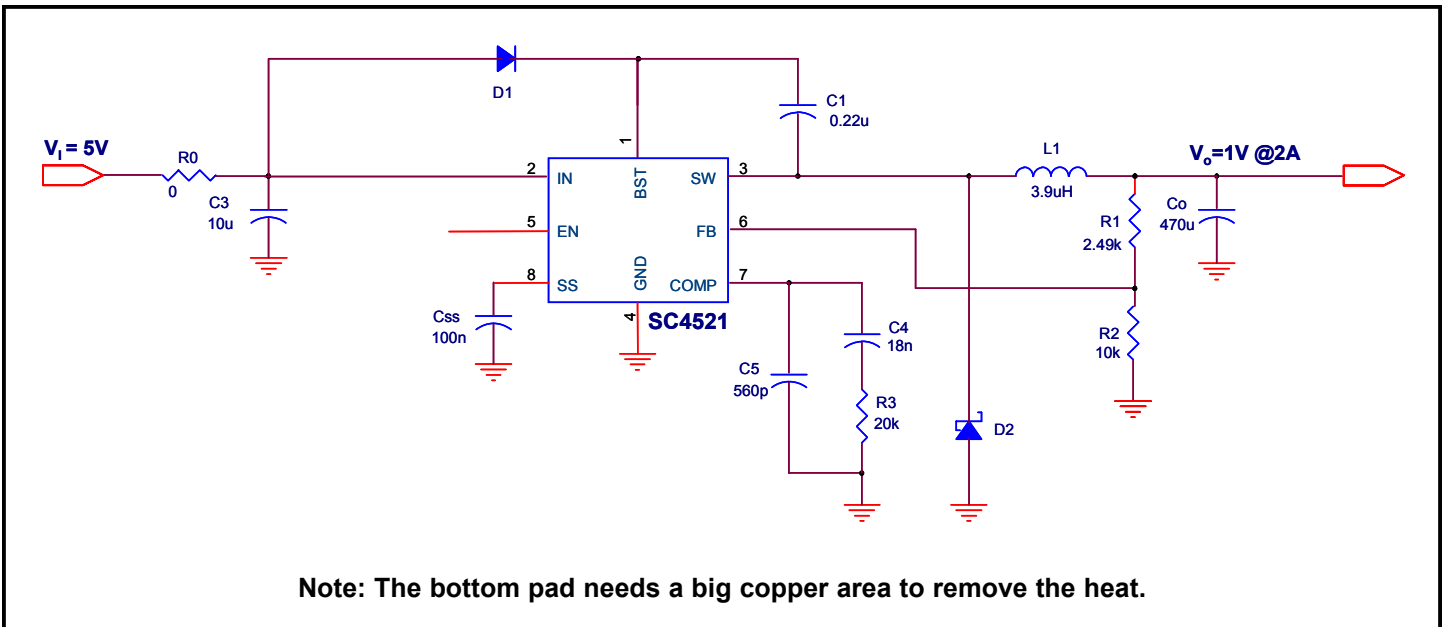 D1
C1
0.22u
V_I = 5V
R0
0
C3
10u
1
2
IN
BST
SW
3
L1
3.9uH
V_o=1V @2A
5
EN
FB
6
R1
2.49k
Co
470u
8
SS
GND
COMP
7
4
SC4521
Css
100n
C4
18n
R2
10k
C5
560p
R3
20k
D2
Note: The bottom pad needs a big copper area to remove the heat.